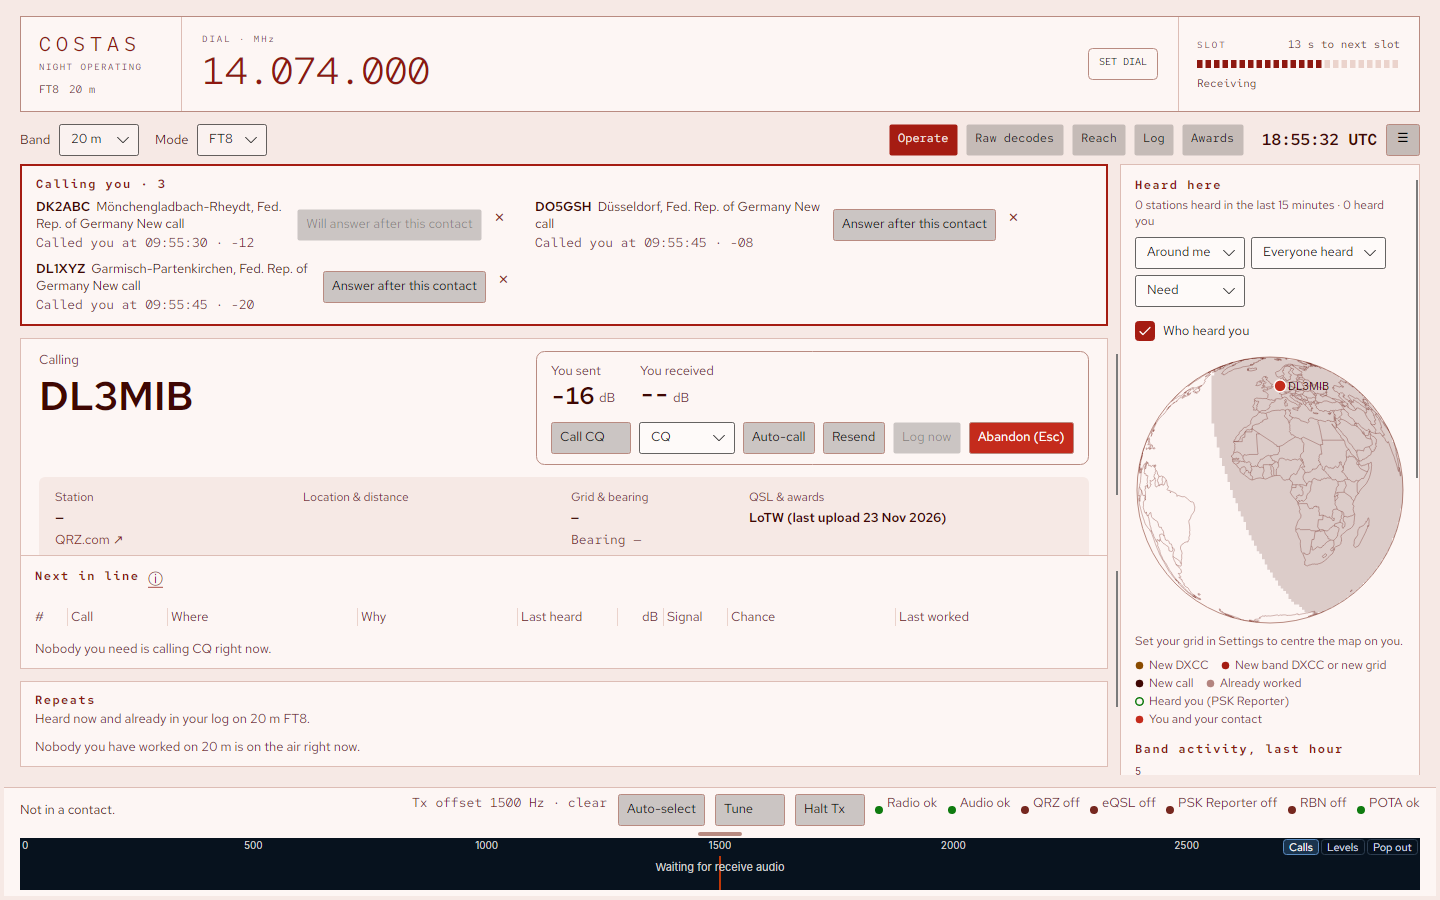 COSTAS
NIGHT OPERATING
FT8 20 m
DIAL · MHz
14.074.000
SET DIAL
SLOT
13 s to next slot
Receiving
Band
20 m
Mode
FT8
Operate
Raw decodes
Reach
Log
Awards
18:55:32 UTC
☰
Calling you · 3
DK2ABC Mönchengladbach-Rheydt, Fed.
Rep. of Germany New call
Called you at 09:55:30 · -12
Will answer after this contact
×
DO5GSH Düsseldorf, Fed. Rep. of Germany New
call
Called you at 09:55:45 · -08
Answer after this contact
×
DL1XYZ Garmisch-Partenkirchen, Fed. Rep. of
Germany New call
Called you at 09:55:45 · -20
Answer after this contact
×
Calling
DL3MIB
You sent
-16 dB
You received
-- dB
Call CQ
CQ
Auto-call
Resend
Log now
Abandon (Esc)
Station
–
QRZ.com ↗
Location & distance
Grid & bearing
–
Bearing —
QSL & awards
LoTW (last upload 23 Nov 2026)
Next in line ⓘ
# Call Where Why Last heard dB Signal Chance Last worked
Nobody you need is calling CQ right now.
Repeats
Heard now and already in your log on 20 m FT8.
Nobody you have worked on 20 m is on the air right now.
Heard here
0 stations heard in the last 15 minutes · 0 heard
you
Around me
Everyone heard
Need
Who heard you
DL3MIB
Set your grid in Settings to centre the map on you.
New DXCC
New band DXCC or new grid
New call
Already worked
Heard you (PSK Reporter)
You and your contact
Band activity, last hour
5
Not in a contact.
Tx offset 1500 Hz · clear
Auto-select
Tune
Halt Tx
Radio ok
Audio ok
QRZ off
eQSL off
PSK Reporter off
RBN off
POTA ok
0 500 1000 1500 2000 2500
Calls
Levels
Pop out
Waiting for receive audio